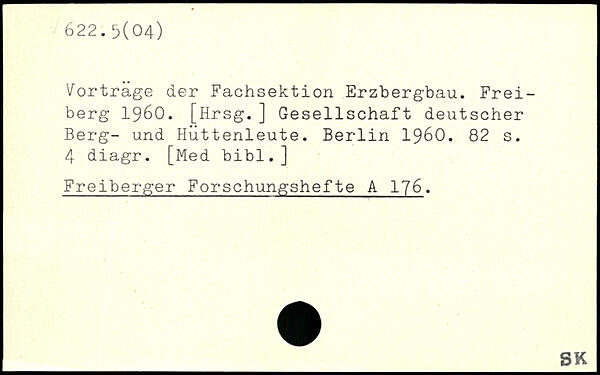 622.5(04)
Vorträge der Fachsektion Erzbergbau. Frei-
berg 1960. [Hrsg.] Gesellschaft deutscher
Berg- und Hüttenleute. Berlin 1960. 82 s.
4 diagr. [Med bibl.]
Freiberger Forschungshefte A 176.
SK